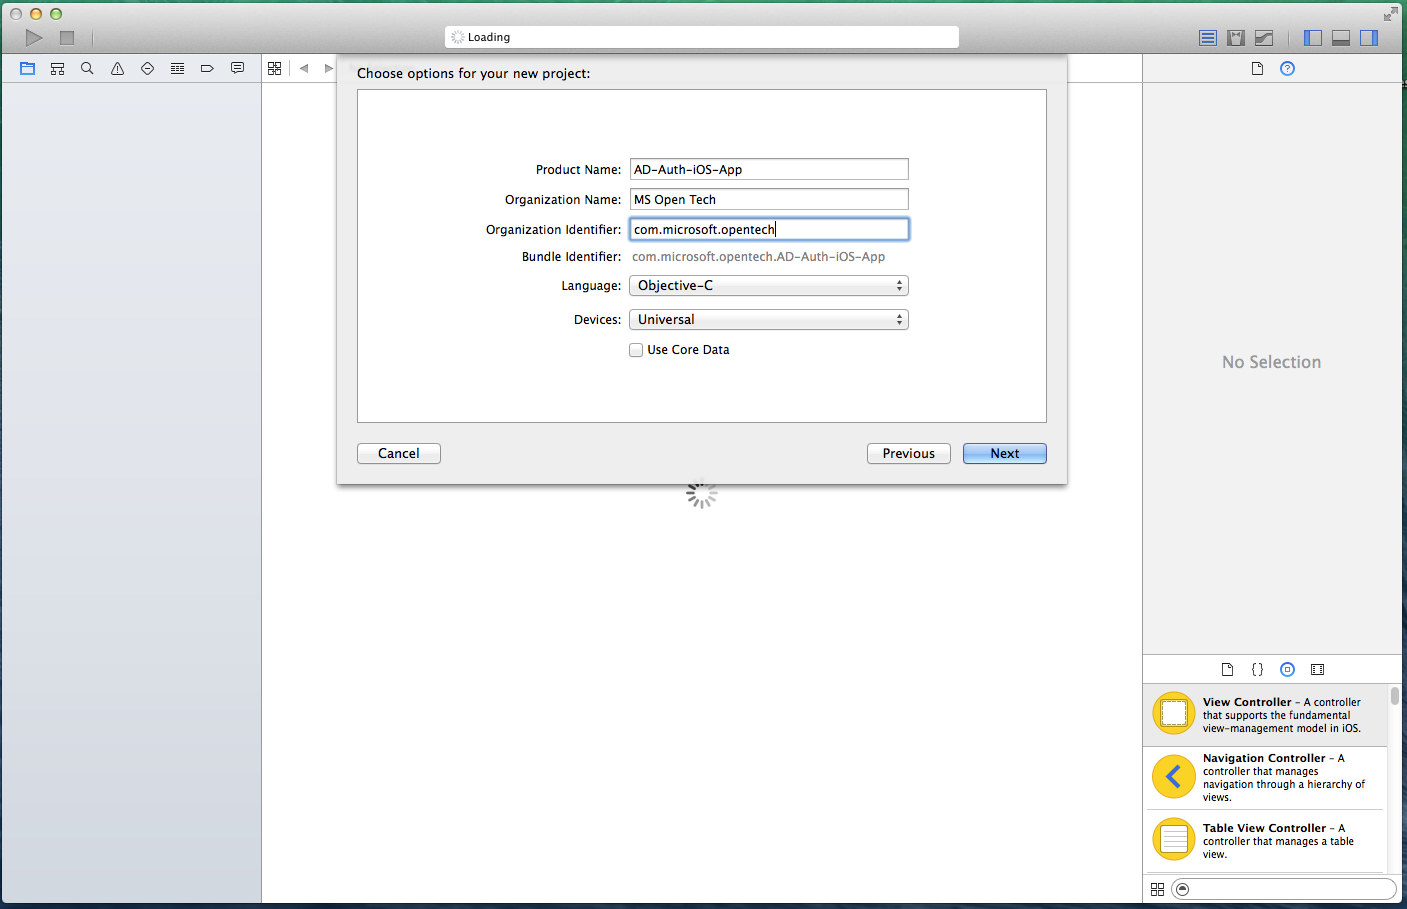 Loading
Choose options for your new project:
Product Name: AD-Auth-iOS-App
Organization Name: MS Open Tech
Organization Identifier: com.microsoft.opentech
Bundle Identifier: com.microsoft.opentech.AD-Auth-iOS-App
Language: Objective-C
Devices: Universal
Use Core Data
Cancel Previous Next
No Selection
{}
View Controller - A controller
that supports the fundamental
view-management model in iOS.
Navigation Controller - A
controller that manages
navigation through a hierarchy of
views.
Table View Controller - A
controller that manages a table
view.